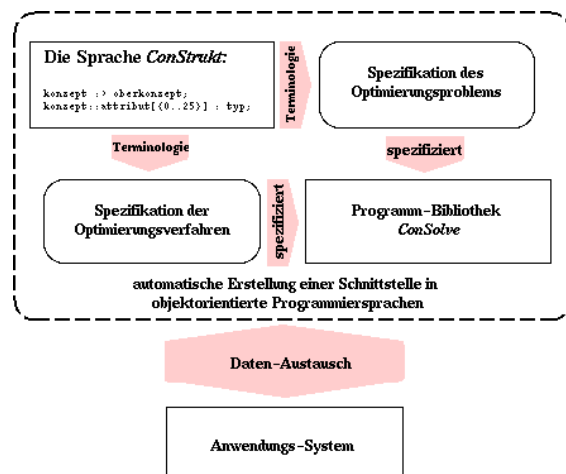 Die Sprache ConStrukt:
konzept :> oberkonzept;
konzept::attribut[{0..25}] : typ;
Terminologie
Spezifikation des
Optimierungsproblems
Terminologie
spezifiziert
Spezifikation der
Optimierungsverfahren
spezifiziert
Programm-Bibliothek
ConSolve
automatische Erstellung einer Schnittstelle in
objektorientierte Programmiersprachen
Daten-Austausch
Anwendungs-System